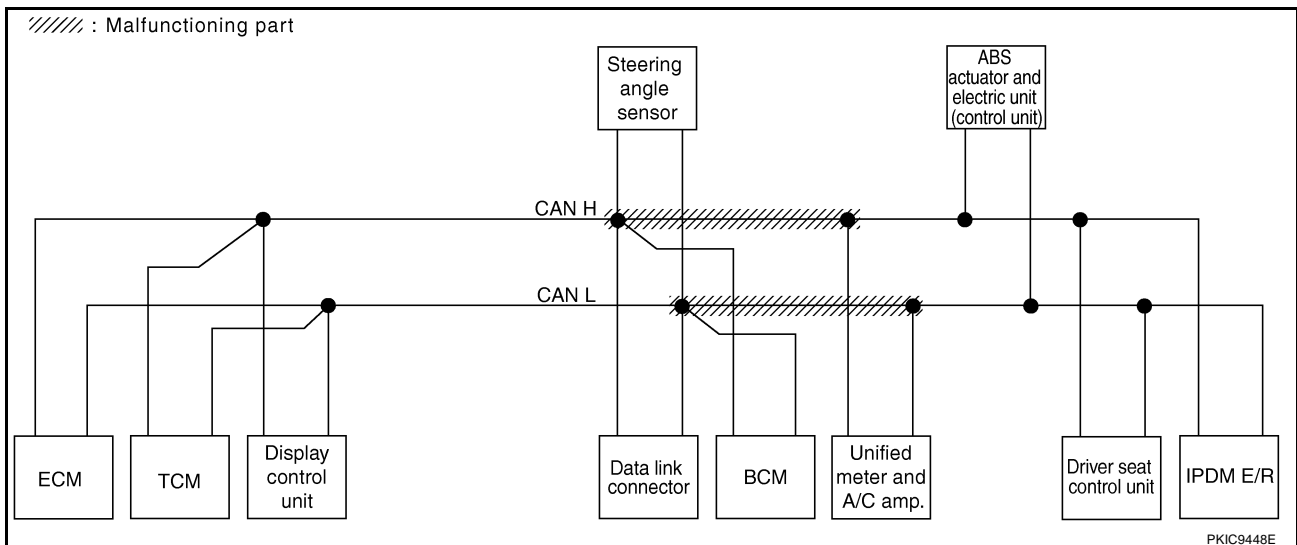 : Malfunctioning part
Steering
angle
sensor
ABS
actuator and
electric unit
(control unit)
CAN H
CAN L
ECM
TCM
Display
control
unit
Data link
connector
BCM
Unified
meter and
A/C amp.
Driver seat
control unit
IPDM E/R
PKIC9448E